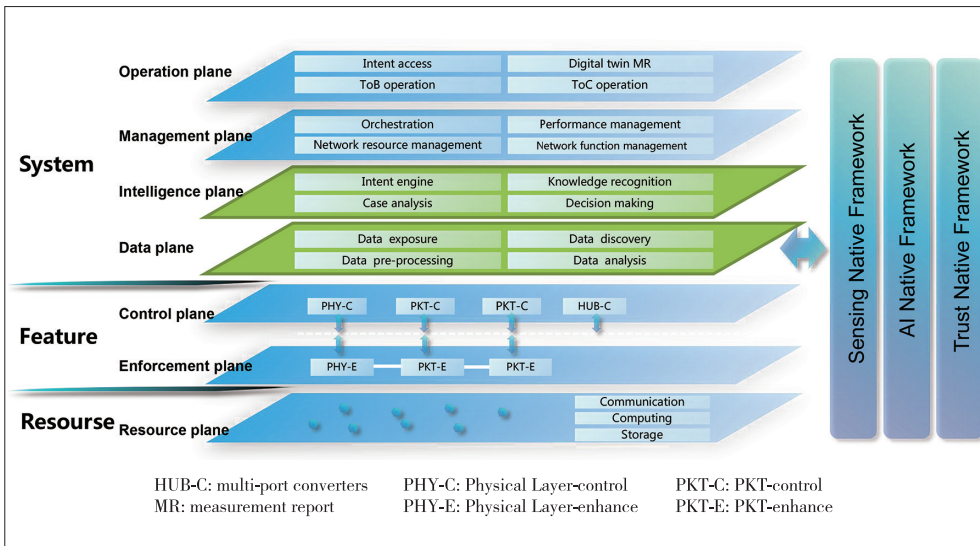 Operation plane
Intent access
Digital twin MR
ToB operation
ToC operation
Management plane
Orchestration
Performance management
Network resource management
Network function management
System
Intelligence plane
Intent engine
Knowledge recognition
Case analysis
Decision making
Data plane
Data exposure
Data discovery
Data pre-processing
Data analysis
Control plane
PHY-C
PKT-C
PKT-C
HUB-C
Feature
Enforcement plane
PHY-E
PKT-E
PKT-E
Resourse
Resource plane
Communication
Computing
Storage
Sensing Native Framework
AI Native Framework
Trust Native Framework
HUB-C: multi-port converters PHY-C: Physical Layer-control PKT-C: PKT-control
MR: measurement report PHY-E: Physical Layer-enhance PKT-E: PKT-enhance